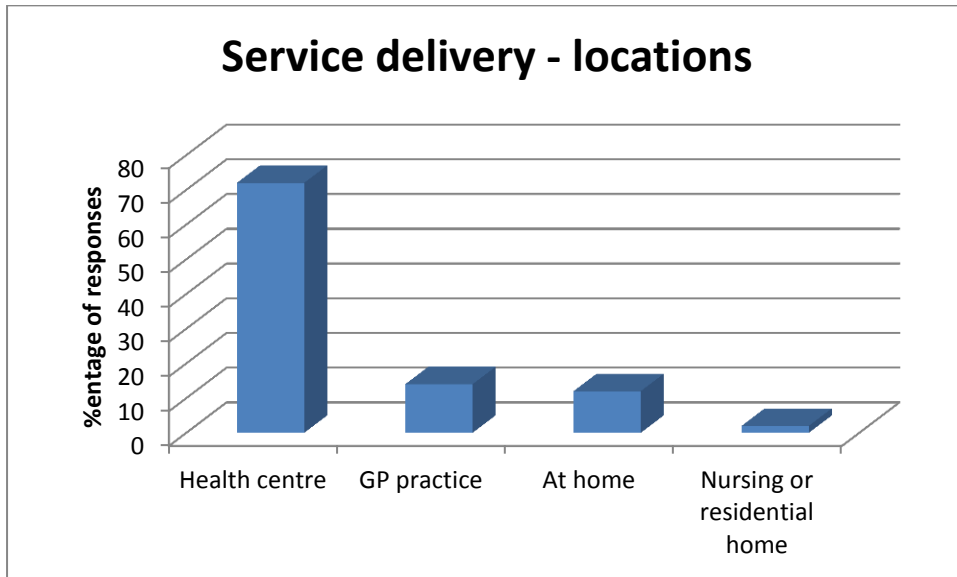 Service delivery - locations
%entage of responses
80
70
60
50
40
30
20
10
0
Health centre
GP practice
At home
Nursing or
residential
home